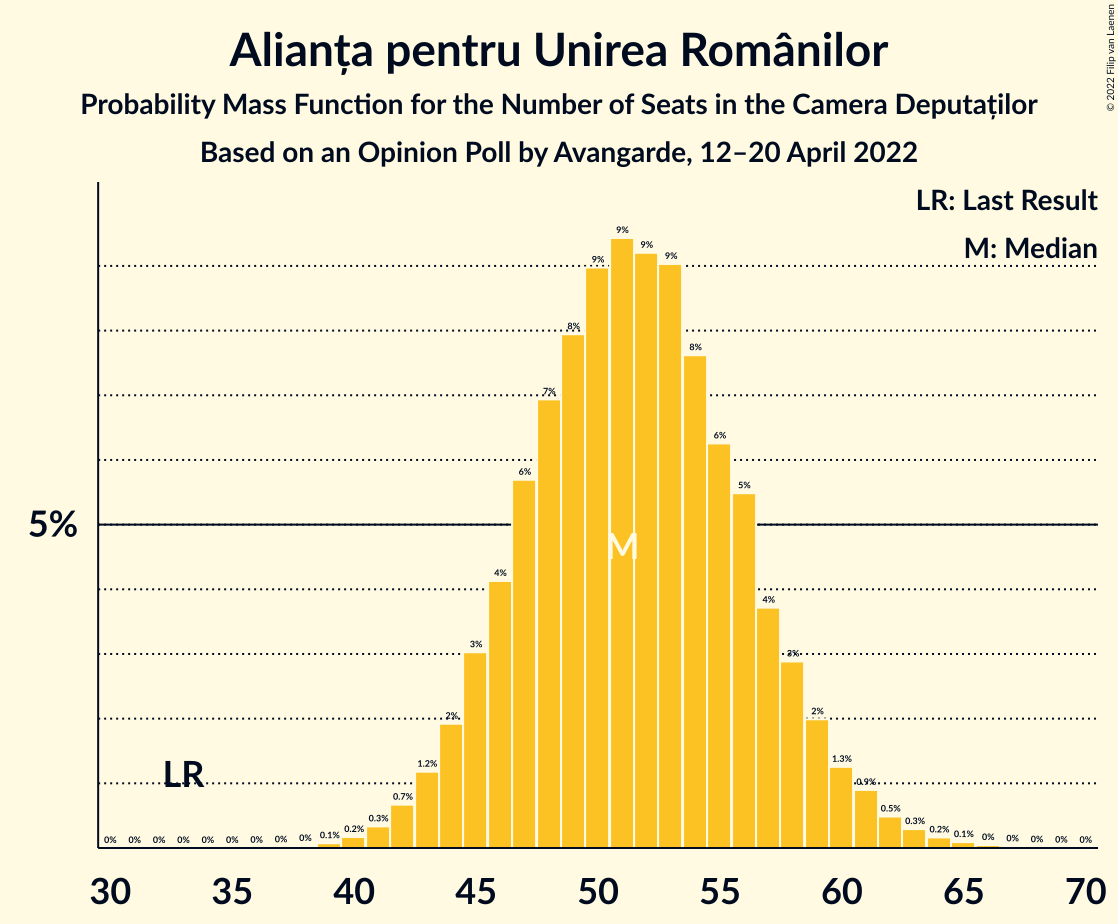 Alianța pentru Unirea Românilor
Probability Mass Function for the Number of Seats in the Camera Deputaților
Based on an Opinion Poll by Avangarde, 12–20 April 2022
© 2022 Filip van Laenen
LR: Last Result
M: Median
5%
LR
M
0% 0% 0% 0% 0% 0% 0% 0% 0% 0.1% 0.2% 0.3% 0.7% 1.2% 2% 3% 4% 6% 7% 8% 9% 9% 9% 9% 8% 6% 5% 4% 3% 2% 1.3% 0.9% 0.5% 0.3% 0.2% 0.1% 0% 0% 0% 0% 0%
30 35 40 45 50 55 60 65 70